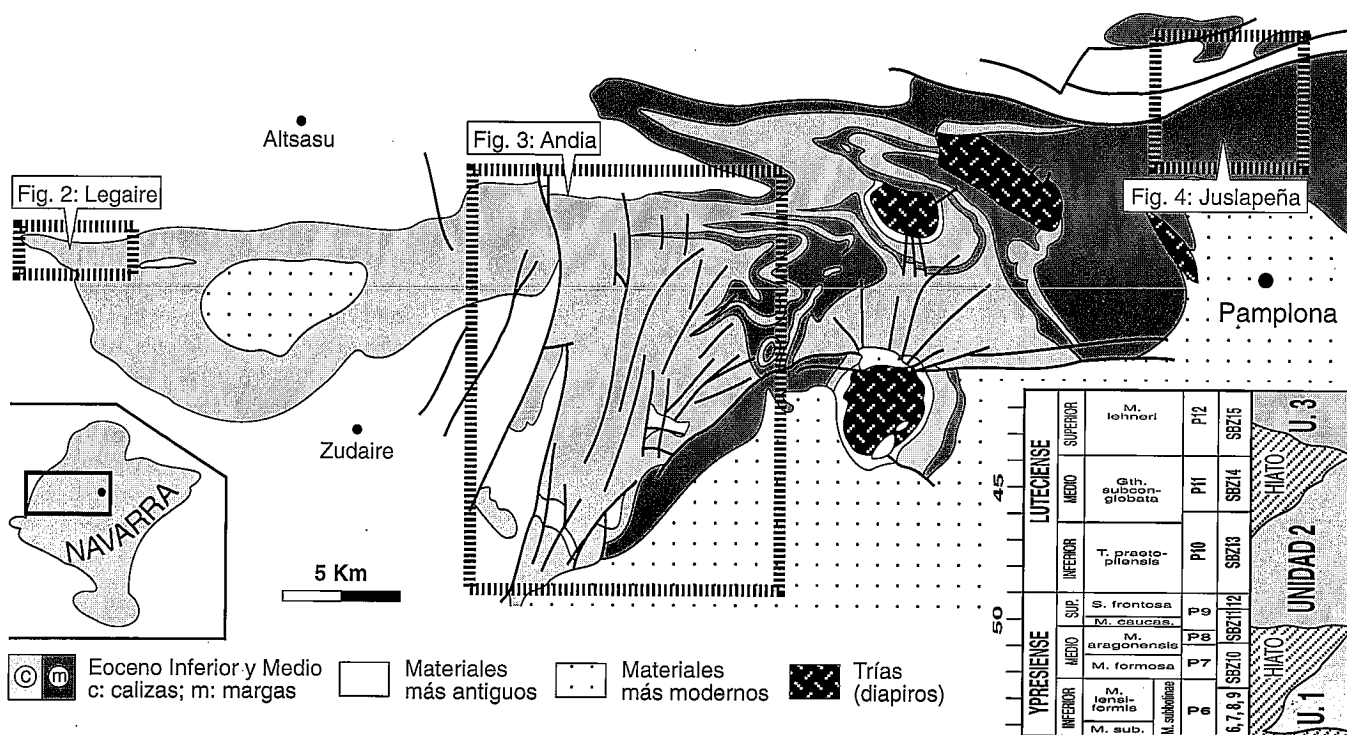 Altsasu
Fig. 3: Andia
Fig. 2: Legaire
Fig. 4: Juslapeña
Pamplona
Zudaire
NAVARRA
5 Km
c
m
Eoceno Inferior y Medio
c: calizas; m: margas
Materiales
más antiguos
Materiales
más modernos
Trías
(diapiros)
45
50
LUTECIENSE
YPRESIENSE
SUPERIOR
MEDIO
INFERIOR
SUP.
MEDIO
INFERIOR
M.
lehneri
Gth.
subcon-
globata
T. praeto-
pilensis
S. frontosa
M. caucas.
M.
aragonensis
M. formosa
M.
lensi-
formis
M. sub.
M. subbotinae
P12
P11
P10
P9
P8
P7
P6
SBZ15
SBZ14
SBZ13
12
SBZ11
SBZ10
6, 7, 8, 9
U. 3
HIATO
UNIDAD 2
HIATO
U. 1